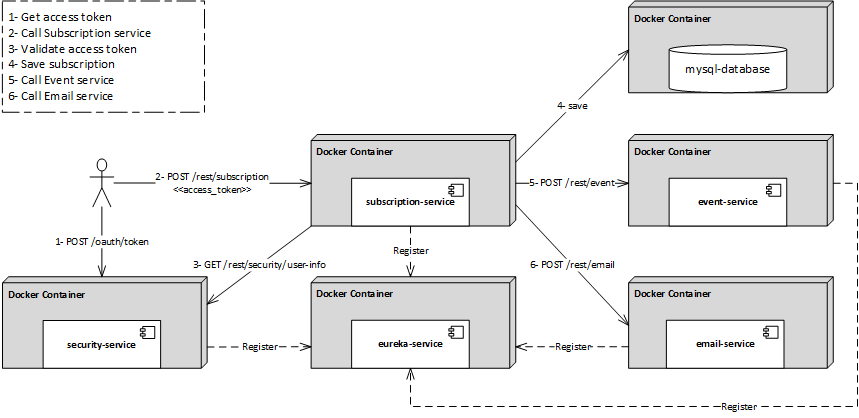 1- Get access token
2- Call Subscription service
3- Validate access token
4- Save subscription
5- Call Event service
6- Call Email service
Docker Container
mysql-database
4- save
Docker Container
subscription-service
Docker Container
event-service
2- POST /rest/subscription
<<access_token>>
5- POST /rest/event
1- POST /oauth/token
Register
3- GET /rest/security/user-info
6- POST /rest/email
Docker Container
security-service
Register
Docker Container
eureka-service
Register
Docker Container
email-service
Register